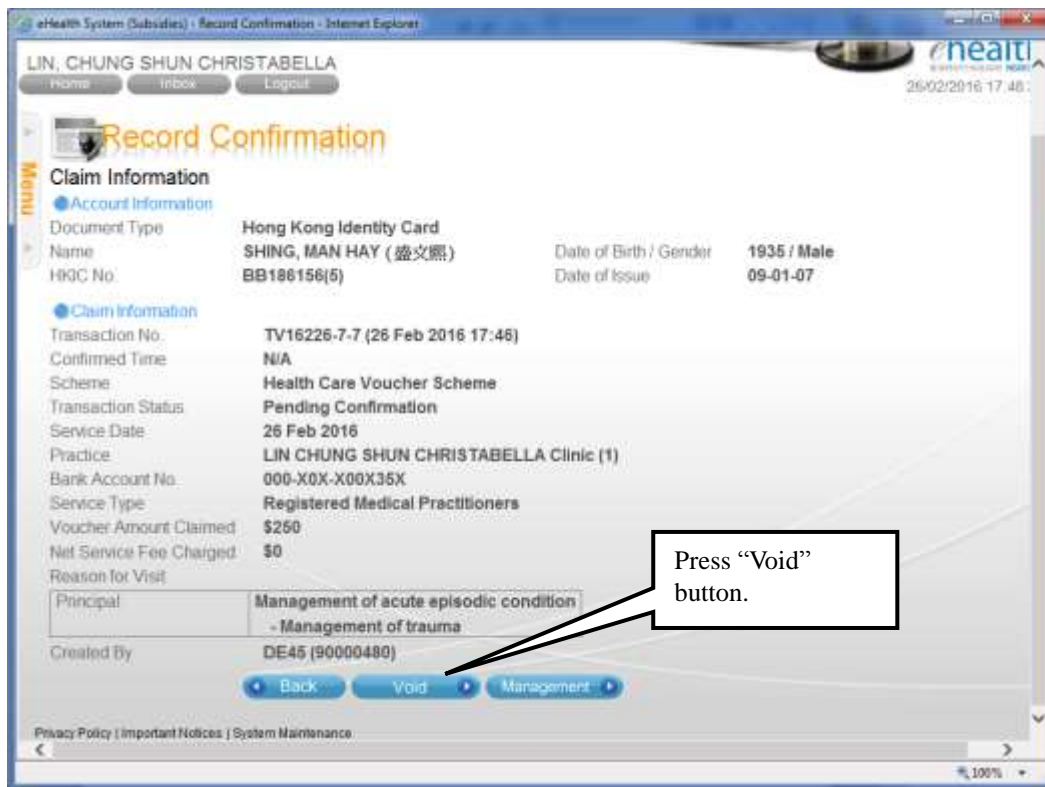 eHealth System (Subsidies) - Record Confirmation - Internet Explorer
LIN, CHUNG SHUN CHRISTABELLA
Home Inbox Logout
26/02/2016 17:48:
Record Confirmation
Menu
Claim Information
Account Information
Document Type Hong Kong Identity Card
Name SHING, MAN HAY (盛文熙) Date of Birth / Gender 1935 / Male
HKIC No. BB186156(5) Date of Issue 09-01-07
Claim Information
Transaction No. TV16226-7-7 (26 Feb 2016 17:46)
Confirmed Time N/A
Scheme Health Care Voucher Scheme
Transaction Status Pending Confirmation
Service Date 26 Feb 2016
Practice LIN CHUNG SHUN CHRISTABELLA Clinic (1)
Bank Account No. 000-X0X-X00X35X
Service Type Registered Medical Practitioners
Voucher Amount Claimed $250
Net Service Fee Charged $0
Reason for Visit
Principal Management of acute episodic condition
- Management of trauma
Created By DE45 (90000480)
Press “Void”
button.
Back Void Management
Privacy Policy | Important Notices | System Maintenance
100%